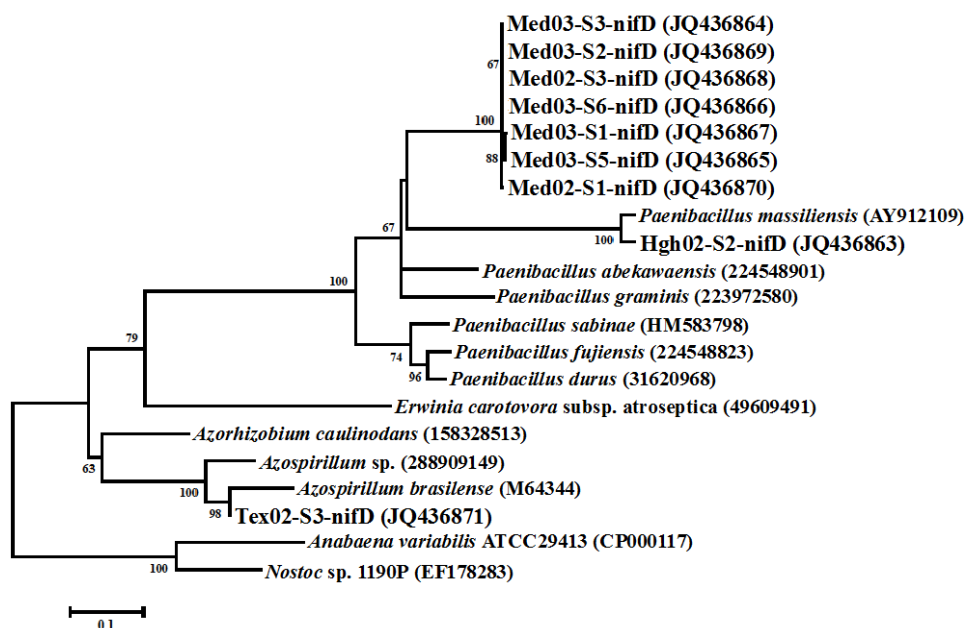 Med03-S3-nifD (JQ436864)
Med03-S2-nifD (JQ436869)
67
Med02-S3-nifD (JQ436868)
Med03-S6-nifD (JQ436866)
100
Med03-S1-nifD (JQ436867)
88
Med03-S5-nifD (JQ436865)
Med02-S1-nifD (JQ436870)
Paenibacillus massiliensis (AY912109)
67
100
Hgh02-S2-nifD (JQ436863)
Paenibacillus abekawaensis (224548901)
100
Paenibacillus graminis (223972580)
Paenibacillus sabinae (HM583798)
79
74
Paenibacillus fujiensis (224548823)
96
Paenibacillus durus (31620968)
Erwinia carotovora subsp. atroseptica (49609491)
Azorhizobium caulinodans (158328513)
63
Azospirillum sp. (288909149)
100
Azospirillum brasilense (M64344)
98
Tex02-S3-nifD (JQ436871)
Anabaena variabilis ATCC29413 (CP000117)
100
Nostoc sp. 1190P (EF178283)
0.1